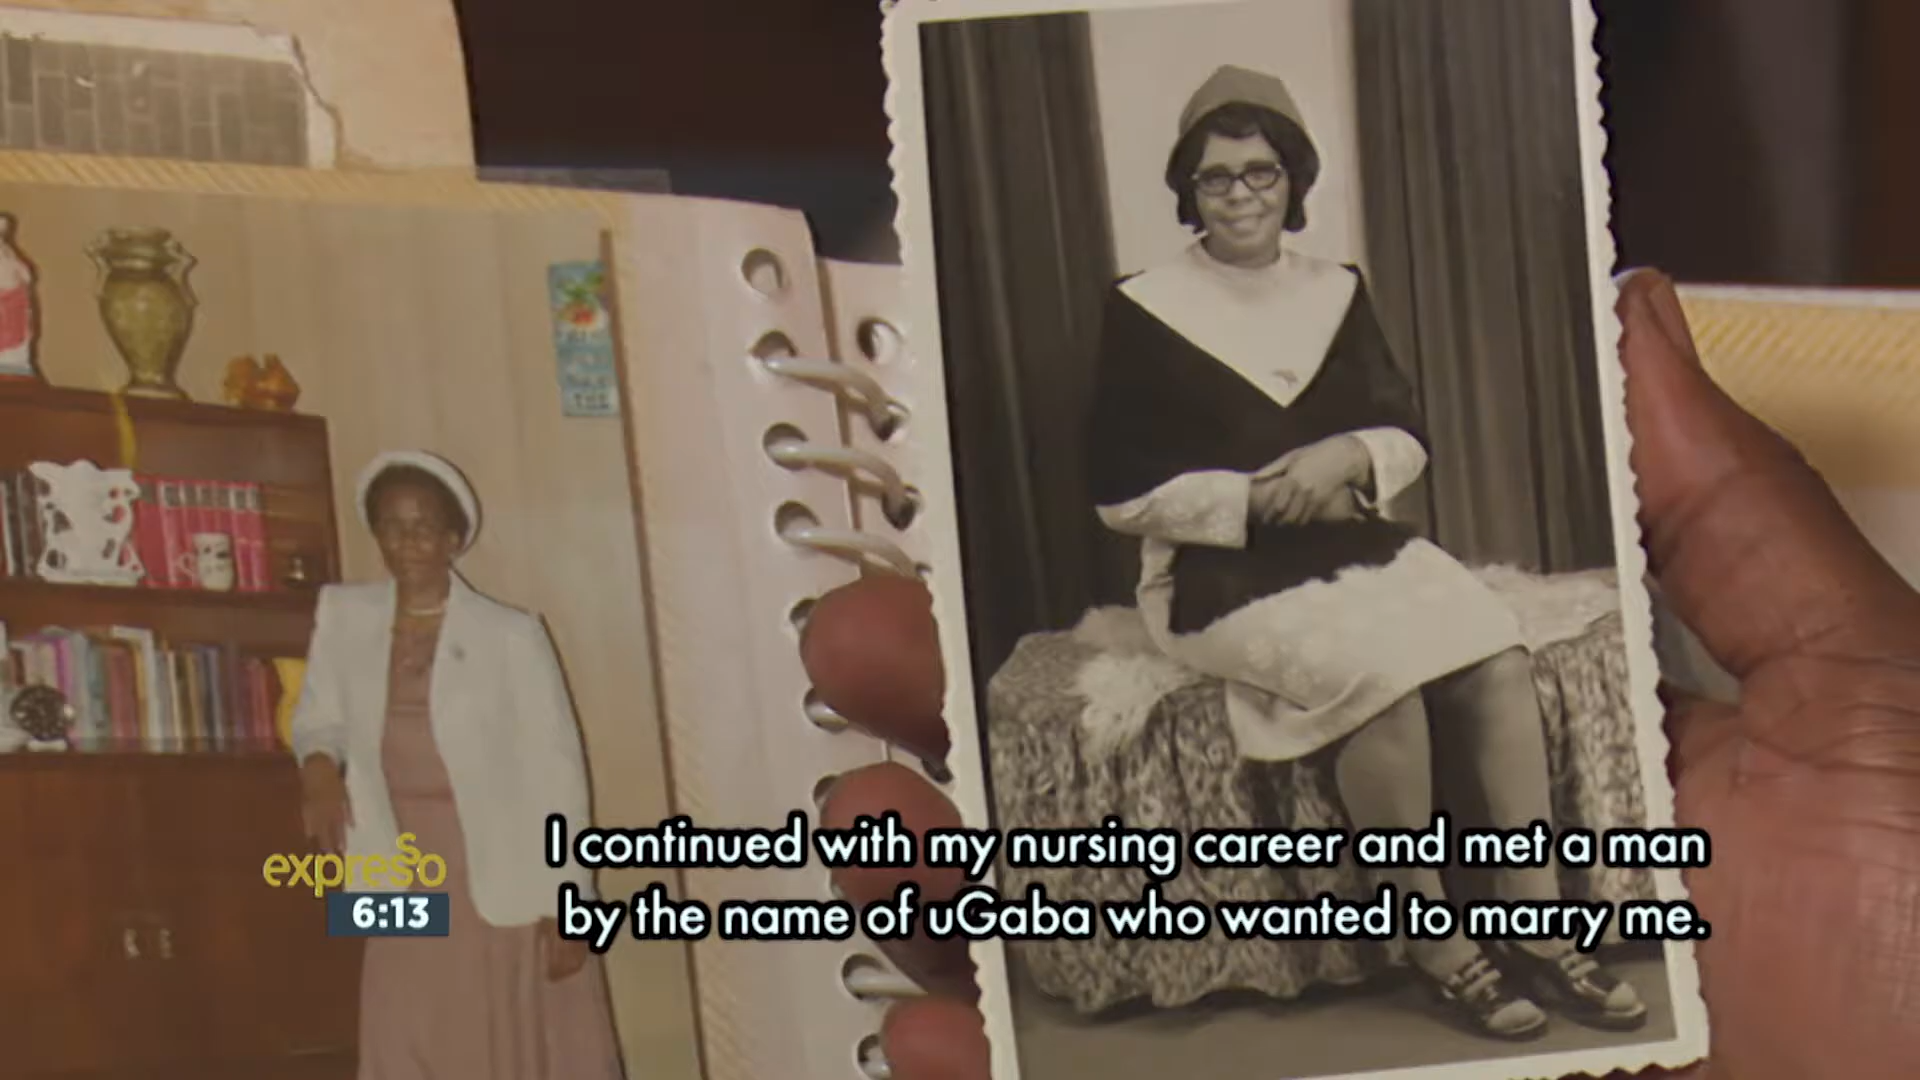 expresso
6:13
I continued with my nursing career and met a man
by the name of uGaba who wanted to marry me.